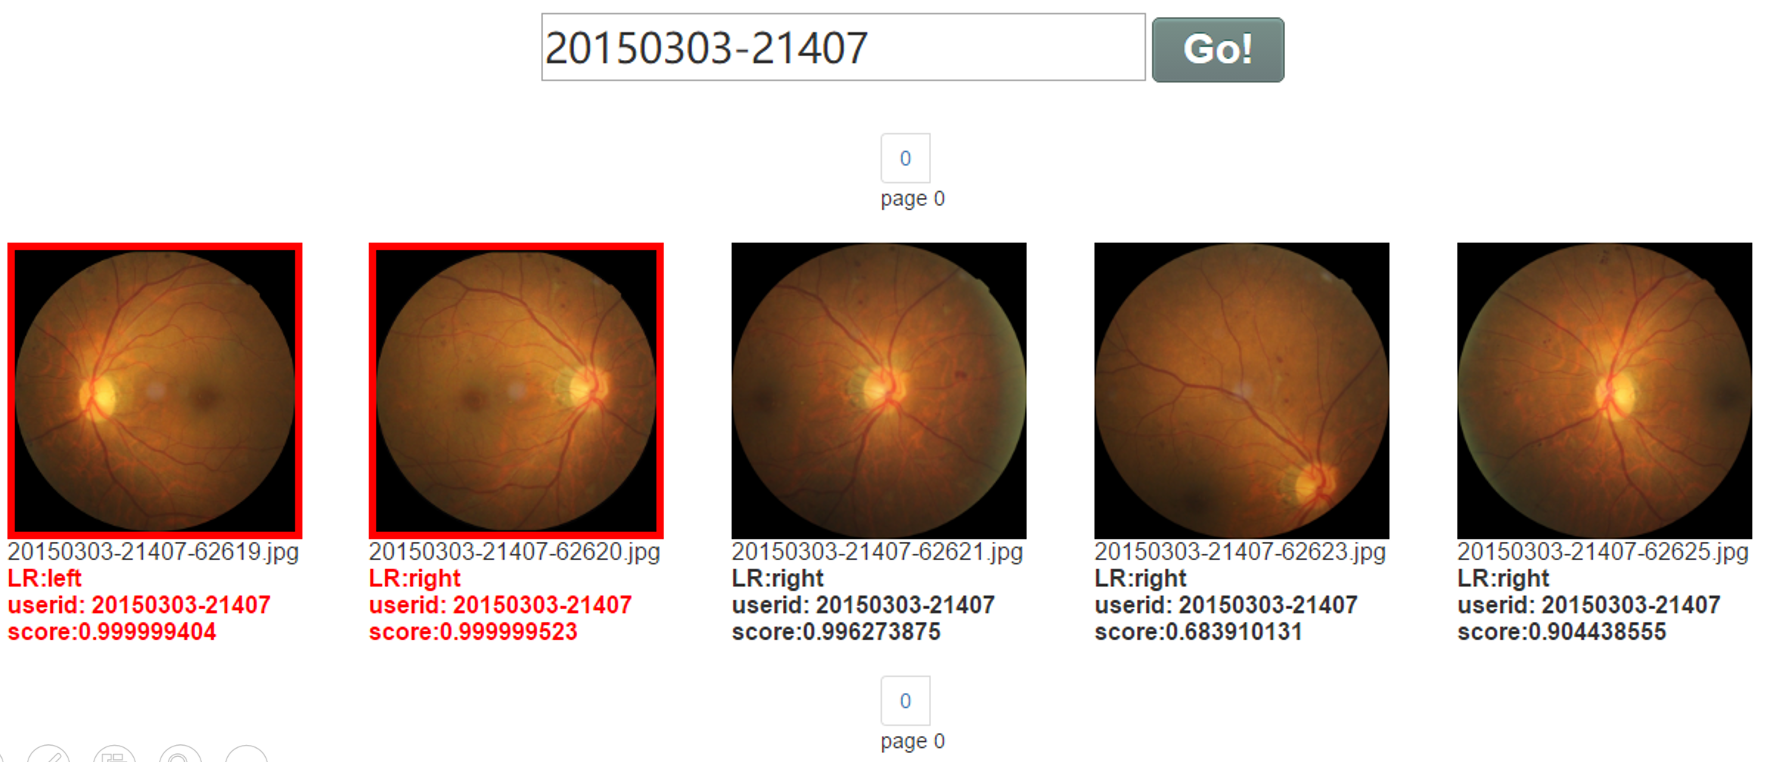 20150303-21407 Go!
0
page 0
20150303-21407-62619.jpg
LR:left
userid: 20150303-21407
score:0.999999404
20150303-21407-62620.jpg
LR:right
userid: 20150303-21407
score:0.999999523
20150303-21407-62621.jpg
LR:right
userid: 20150303-21407
score:0.996273875
20150303-21407-62623.jpg
LR:right
userid: 20150303-21407
score:0.683910131
20150303-21407-62625.jpg
LR:right
userid: 20150303-21407
score:0.904438555
0
page 0